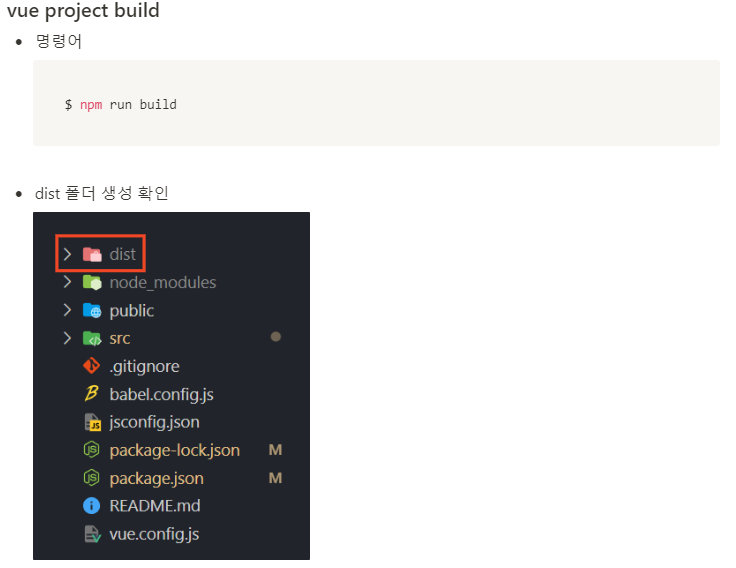 vue project build
명령어
$ npm run build
dist 폴더 생성 확인
dist
node_modules
public
src
.gitignore
babel.config.js
jsconfig.json
package-lock.json M
package.json M
README.md
vue.config.js